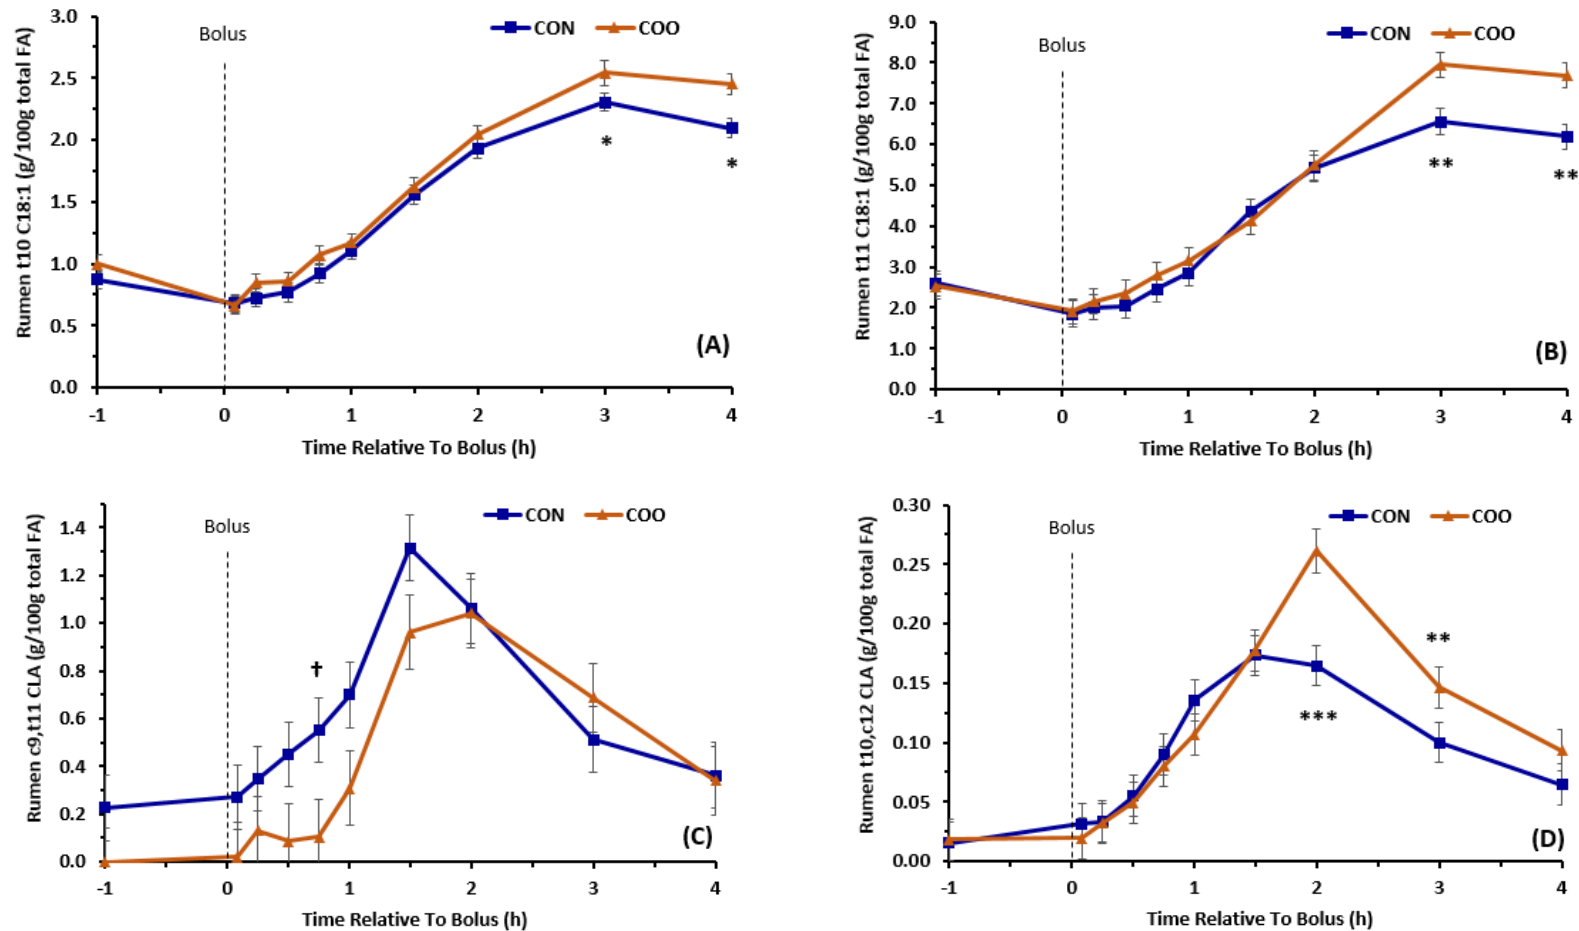 Rumen t10 C18:1 (g/100g total FA)
3.0
2.5
2.0
1.5
1.0
0.5
0.0
Bolus
CON COO
*
*
(A)
-1 0 1 2 3 4
Time Relative To Bolus (h)
Rumen t11 C18:1 (g/100g total FA)
9.0
8.0
7.0
6.0
5.0
4.0
3.0
2.0
1.0
0.0
Bolus
CON COO
**
**
(B)
-1 0 1 2 3 4
Time Relative To Bolus (h)
Rumen c9,t11 CLA (g/100g total FA)
1.4
1.2
1.0
0.8
0.6
0.4
0.2
0.0
Bolus
CON COO
†
(C)
-1 0 1 2 3 4
Time Relative To Bolus (h)
Rumen t10,c12 CLA (g/100g total FA)
0.30
0.25
0.20
0.15
0.10
0.05
0.00
Bolus
CON COO
**
***
(D)
-1 0 1 2 3 4
Time Relative To Bolus (h)